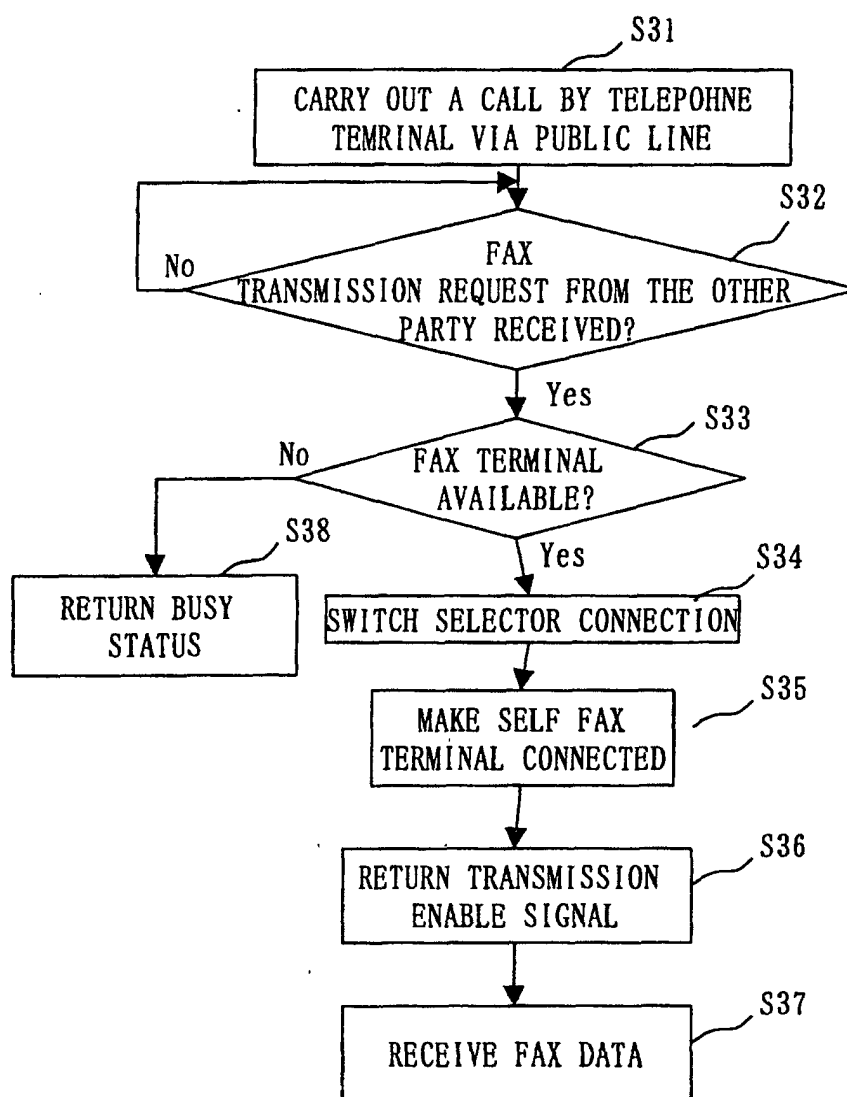 S31
CARRY OUT A CALL BY TELEPOHNE
TEMRINAL VIA PUBLIC LINE
S32
No
FAX
TRANSMISSION REQUEST FROM THE OTHER
PARTY RECEIVED?
Yes
S33
No
FAX TERMINAL
AVAILABLE?
S38
Yes
S34
RETURN BUSY
STATUS
SWITCH SELECTOR CONNECTION
S35
MAKE SELF FAX
TERMINAL CONNECTED
S36
RETURN TRANSMISSION
ENABLE SIGNAL
S37
RECEIVE FAX DATA